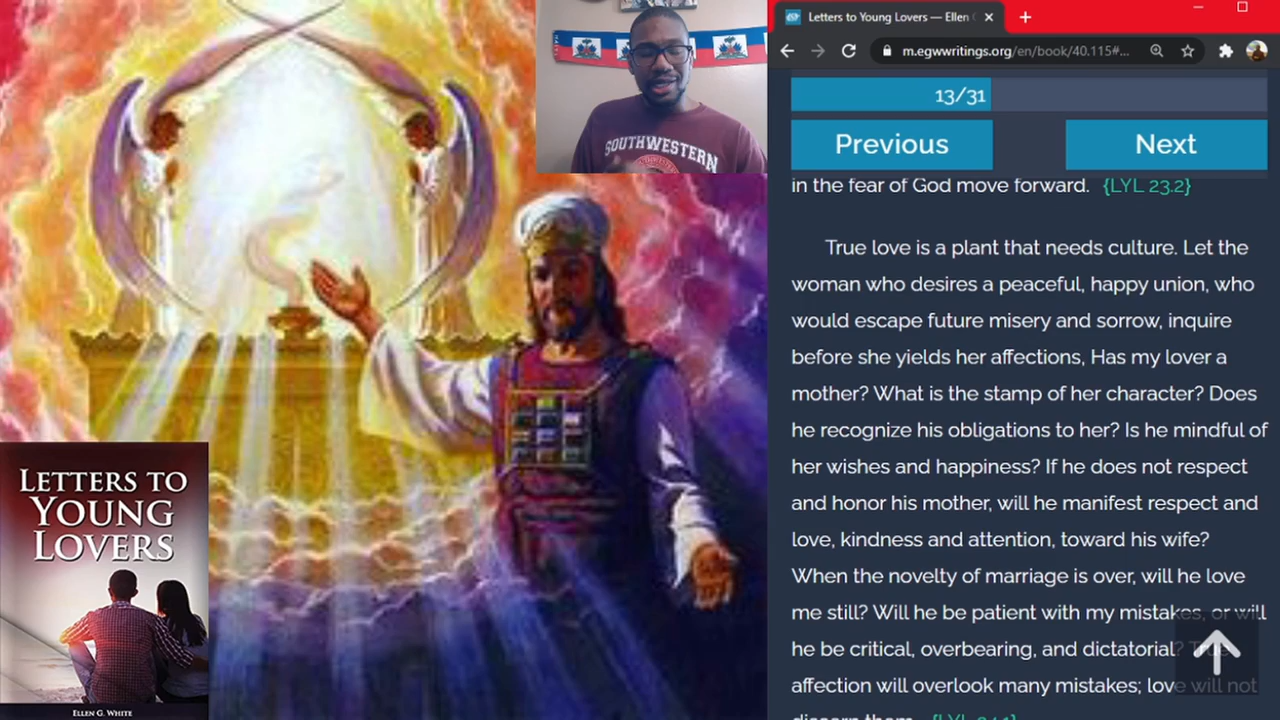 LETTERS TO
YOUNG
LOVERS
ELLEN G. WHITE
SOUTHWESTERN
Letters to Young Lovers — Ellen G
m.egwwritings.org/en/book/40.115#...
13/31
Previous
Next
in the fear of God move forward. {LYL 23.2}
True love is a plant that needs culture. Let the
woman who desires a peaceful, happy union, who
would escape future misery and sorrow, inquire
before she yields her affections, Has my lover a
mother? What is the stamp of her character? Does
he recognize his obligations to her? Is he mindful of
her wishes and happiness? If he does not respect
and honor his mother, will he manifest respect and
love, kindness and attention, toward his wife?
When the novelty of marriage is over, will he love
me still? Will he be patient with my mistakes, or will
he be critical, overbearing, and dictatorial? True
affection will overlook many mistakes; love will not
discern them. {LYL 24.1}